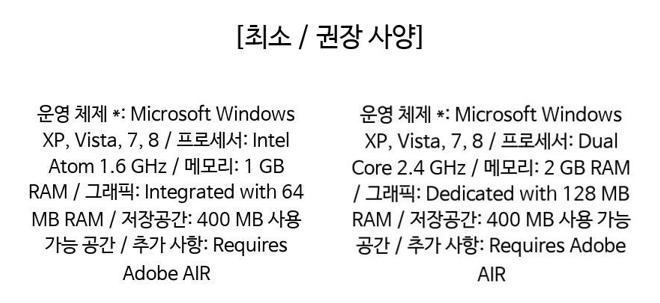 [최소 / 권장 사양]
운영 체제 *: Microsoft Windows
XP, Vista, 7, 8 / 프로세서: Intel
Atom 1.6 GHz / 메모리: 1 GB
RAM / 그래픽: Integrated with 64
MB RAM / 저장공간: 400 MB 사용
가능 공간 / 추가 사항: Requires
Adobe AIR
운영 체제 *: Microsoft Windows
XP, Vista, 7, 8 / 프로세서: Dual
Core 2.4 GHz / 메모리: 2 GB RAM
/ 그래픽: Dedicated with 128 MB
RAM / 저장공간: 400 MB 사용 가능
공간 / 추가 사항: Requires Adobe
AIR